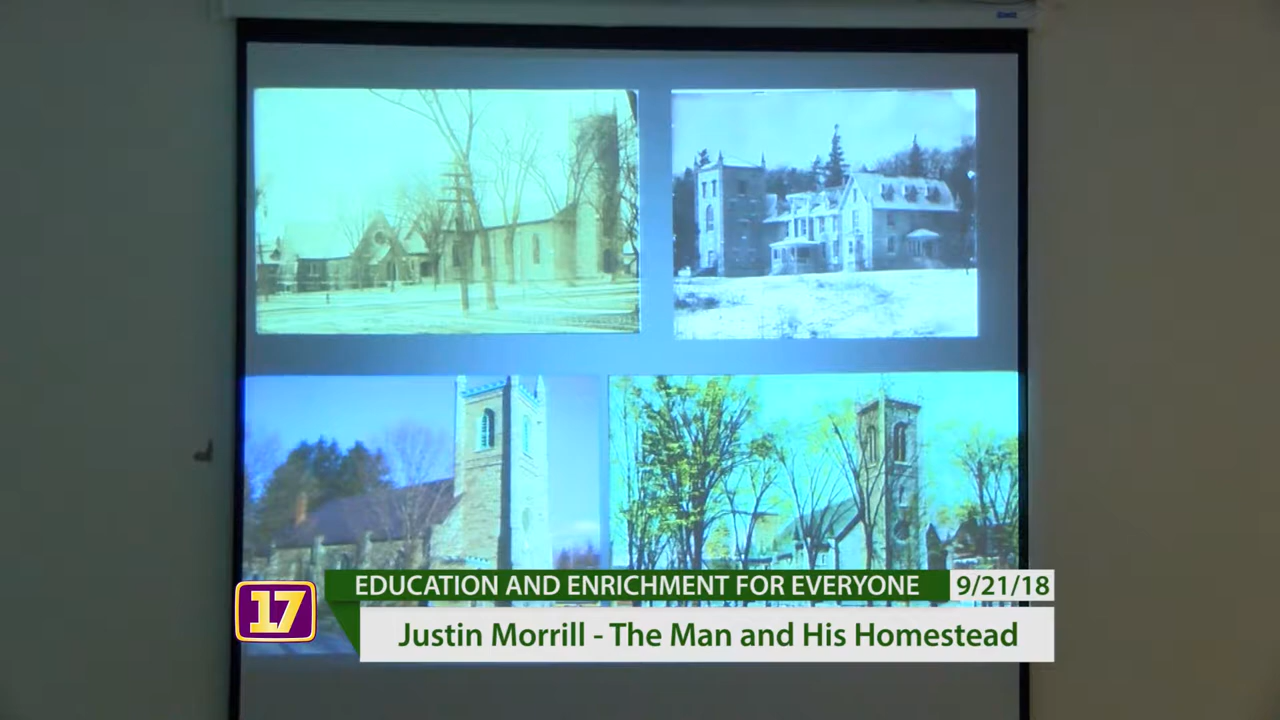 EDUCATION AND ENRICHMENT FOR EVERYONE
9/21/18
17
Justin Morrill - The Man and His Homestead